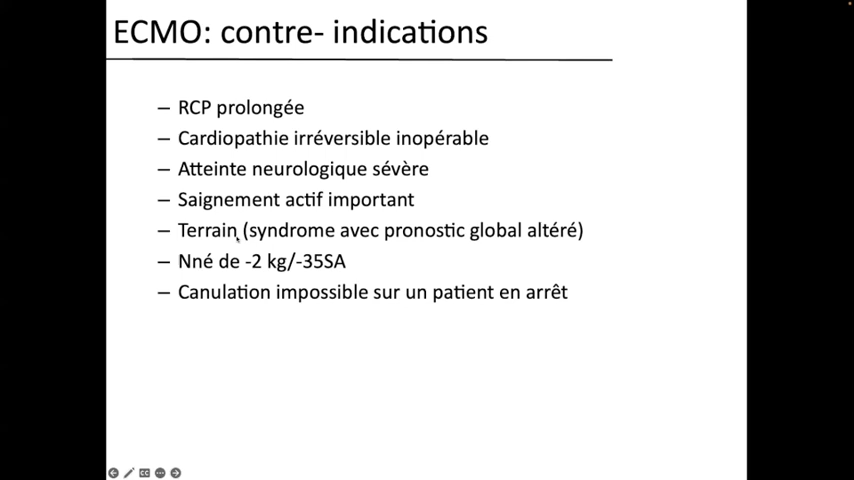 ECMO: contre- indications
– RCP prolongée
– Cardiopathie irréversible inopérable
– Atteinte neurologique sévère
– Saignement actif important
– Terrain (syndrome avec pronostic global altéré)
– Nné de -2 kg/-35SA
– Canulation impossible sur un patient en arrêt